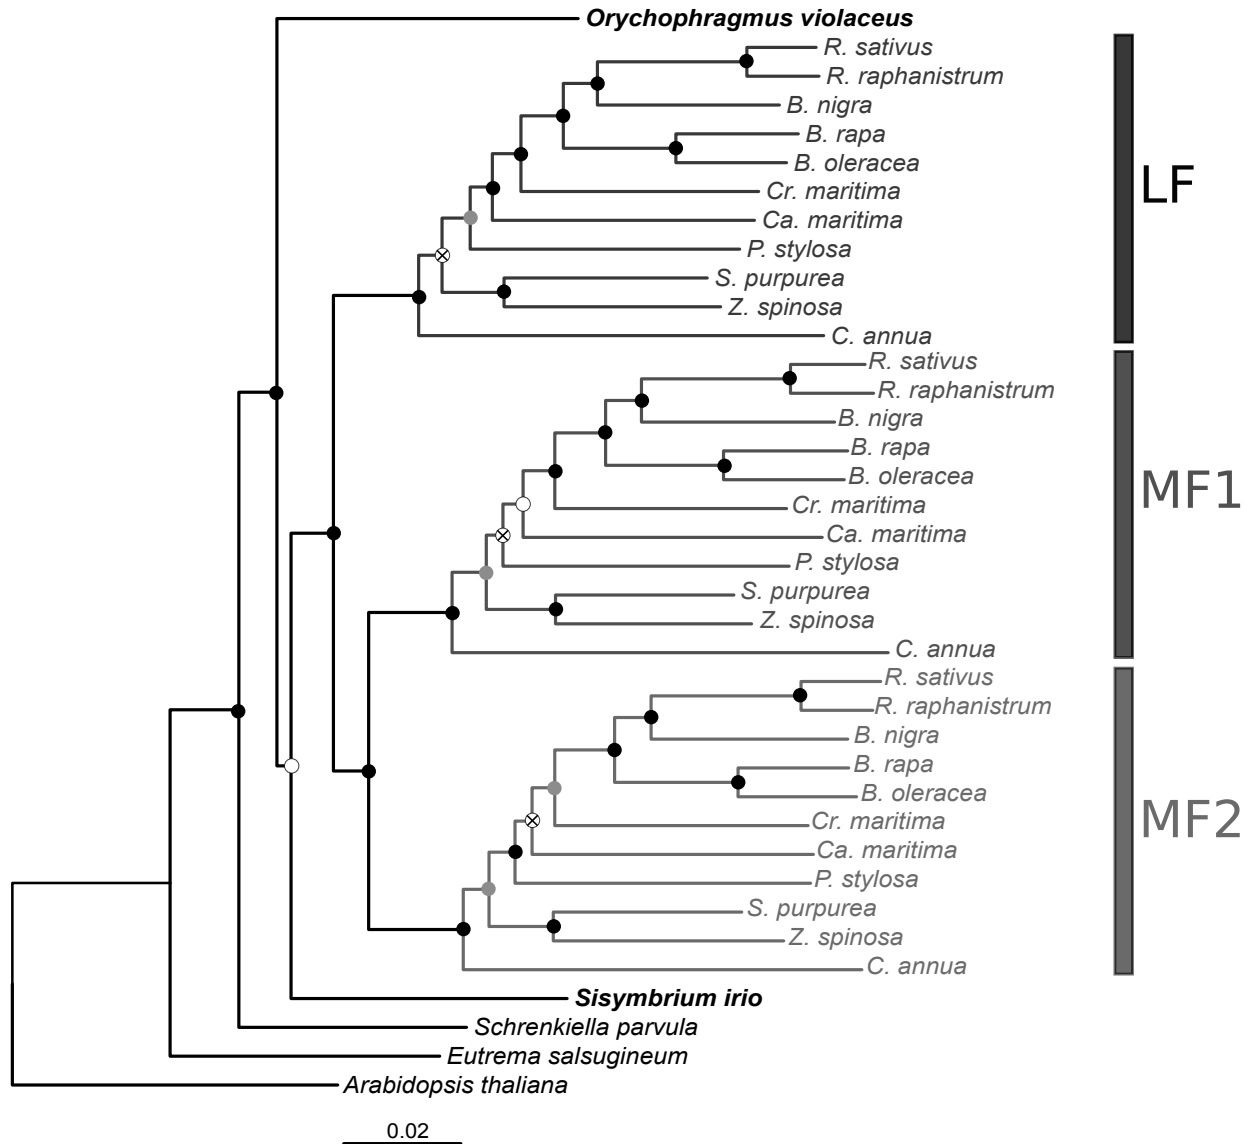 Orychophragmus violaceus
R. sativus
R. raphanistrum
B. nigra
B. rapa
B. oleracea
Cr. maritima
Ca. maritima
P. stylosa
S. purpurea
Z. spinosa
C. annua
LF
R. sativus
R. raphanistrum
B. nigra
B. rapa
B. oleracea
Cr. maritima
Ca. maritima
P. stylosa
S. purpurea
Z. spinosa
C. annua
MF1
R. sativus
R. raphanistrum
B. nigra
B. rapa
B. oleracea
Cr. maritima
Ca. maritima
P. stylosa
S. purpurea
Z. spinosa
C. annua
MF2
Sisymbrium irio
Schrenkiella parvula
Eutrema salsugineum
Arabidopsis thaliana
0.02